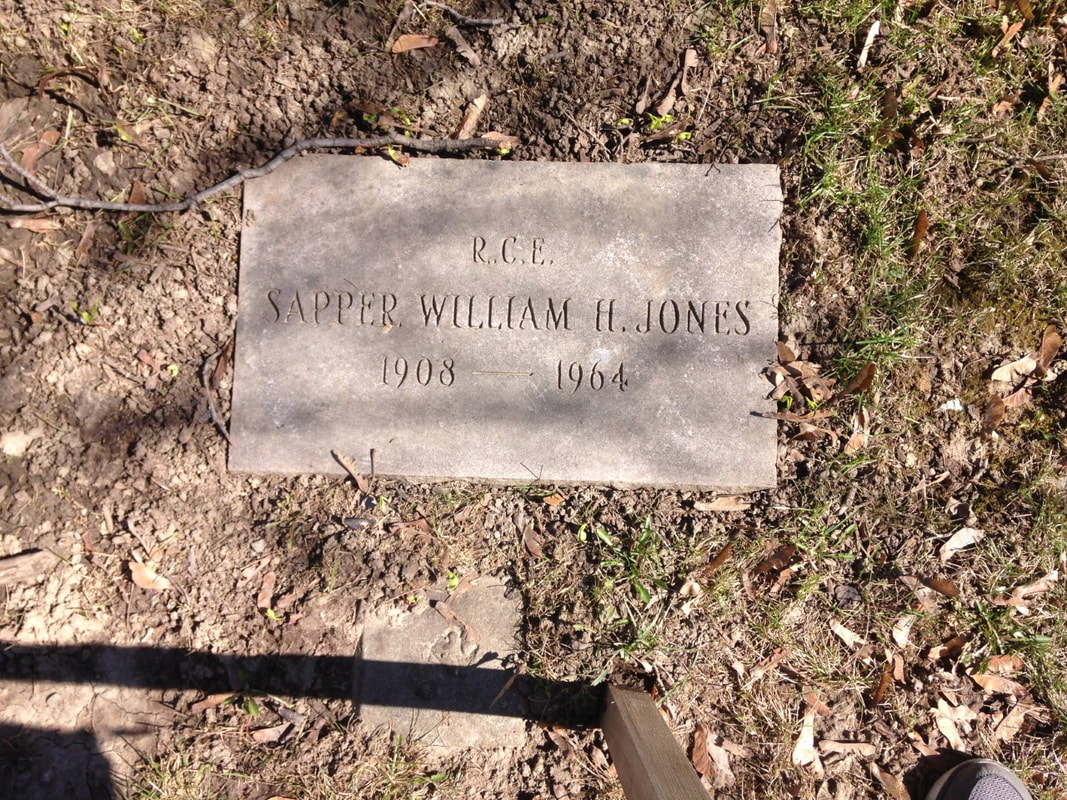 R.C.E.
SAPPER WILLIAM H. JONES
1908 — 1964